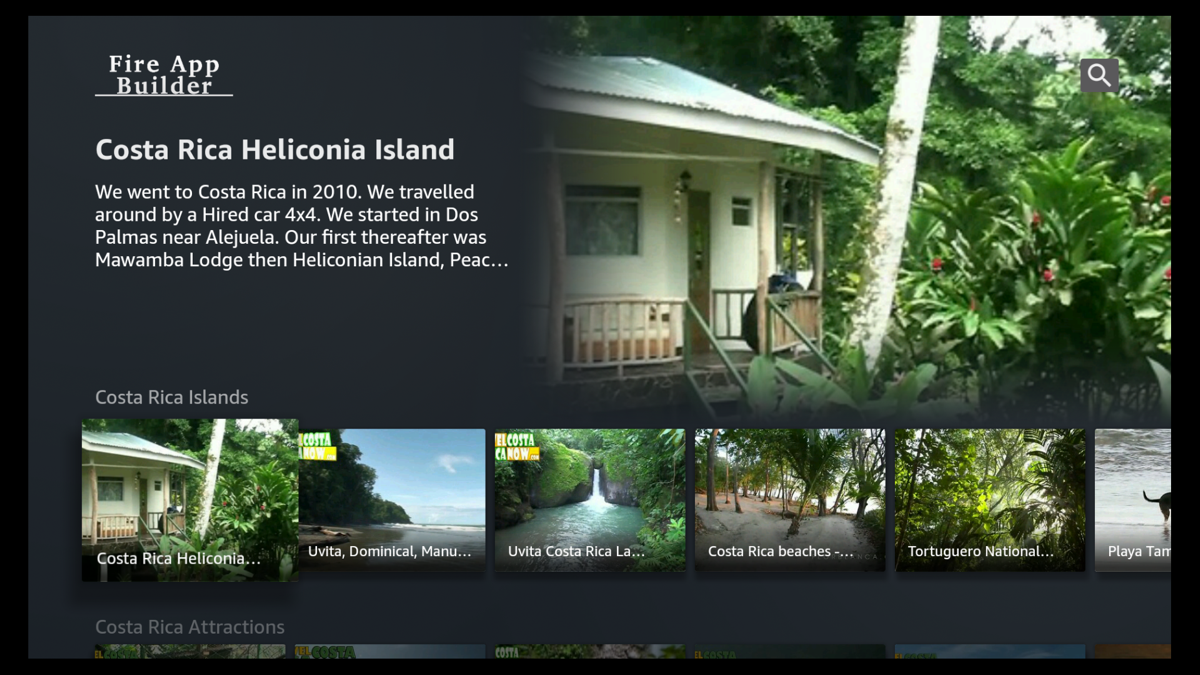 Fire App
Builder
Costa Rica Heliconia Island
We went to Costa Rica in 2010. We travelled
around by a Hired car 4x4. We started in Dos
Palmas near Alejuela. Our first thereafter was
Mawamba Lodge then Heliconian Island, Peac…
Costa Rica Islands
COSTA
NOW
EL COSTA
CA NOW
Costa Rica Heliconia…
Uvita, Dominical, Manu…
Uvita Costa Rica La…
Costa Rica beaches -…
Tortuguero National…
Playa Tam
Costa Rica Attractions
EL COSTA
COSTA